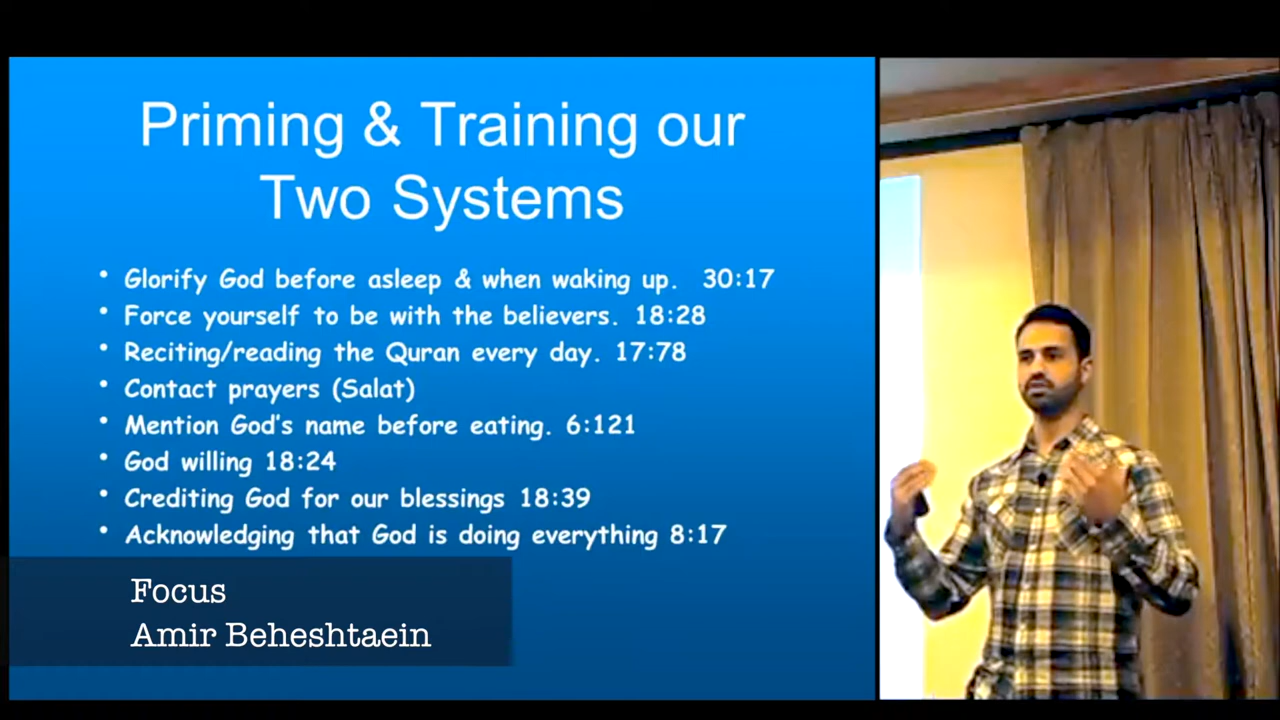 Priming & Training our
Two Systems
• Glorify God before asleep & when waking up. 30:17
• Force yourself to be with the believers. 18:28
• Reciting/reading the Quran every day. 17:78
• Contact prayers (Salat)
• Mention God's name before eating. 6:121
• God willing 18:24
• Crediting God for our blessings 18:39
• Acknowledging that God is doing everything 8:17
Focus
Amir Beheshtaein